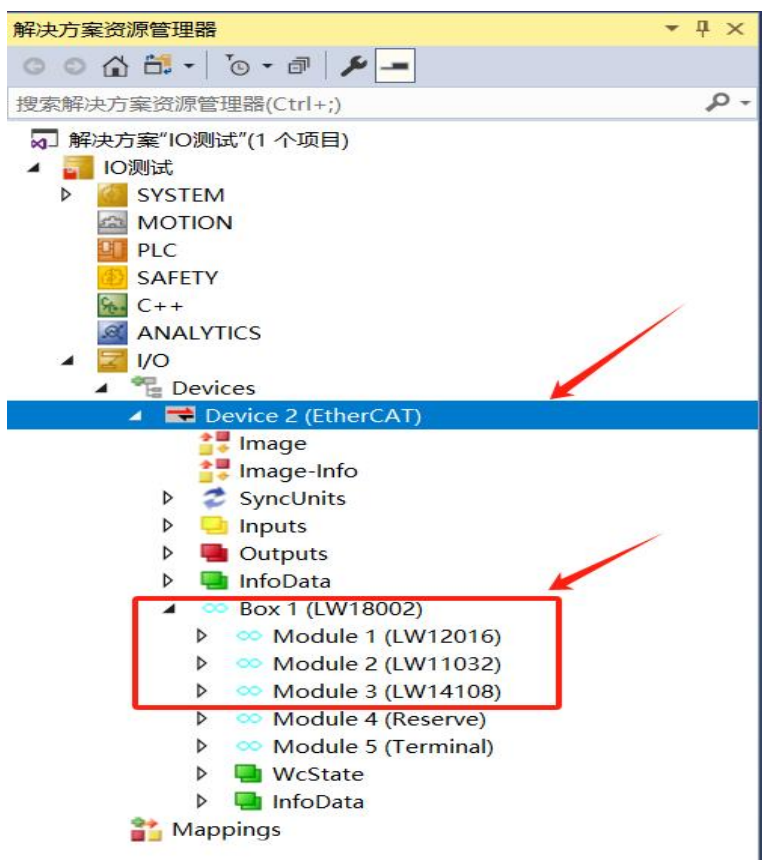 解决方案资源管理器
搜索解决方案资源管理器(Ctrl+;)
解决方案"IO测试"(1 个项目)
IO测试
SYSTEM
MOTION
PLC
SAFETY
C++
ANALYTICS
I/O
Devices
Device 2 (EtherCAT)
Image
Image-Info
SyncUnits
Inputs
Outputs
InfoData
Box 1 (LW18002)
Module 1 (LW12016)
Module 2 (LW11032)
Module 3 (LW14108)
Module 4 (Reserve)
Module 5 (Terminal)
WcState
InfoData
Mappings